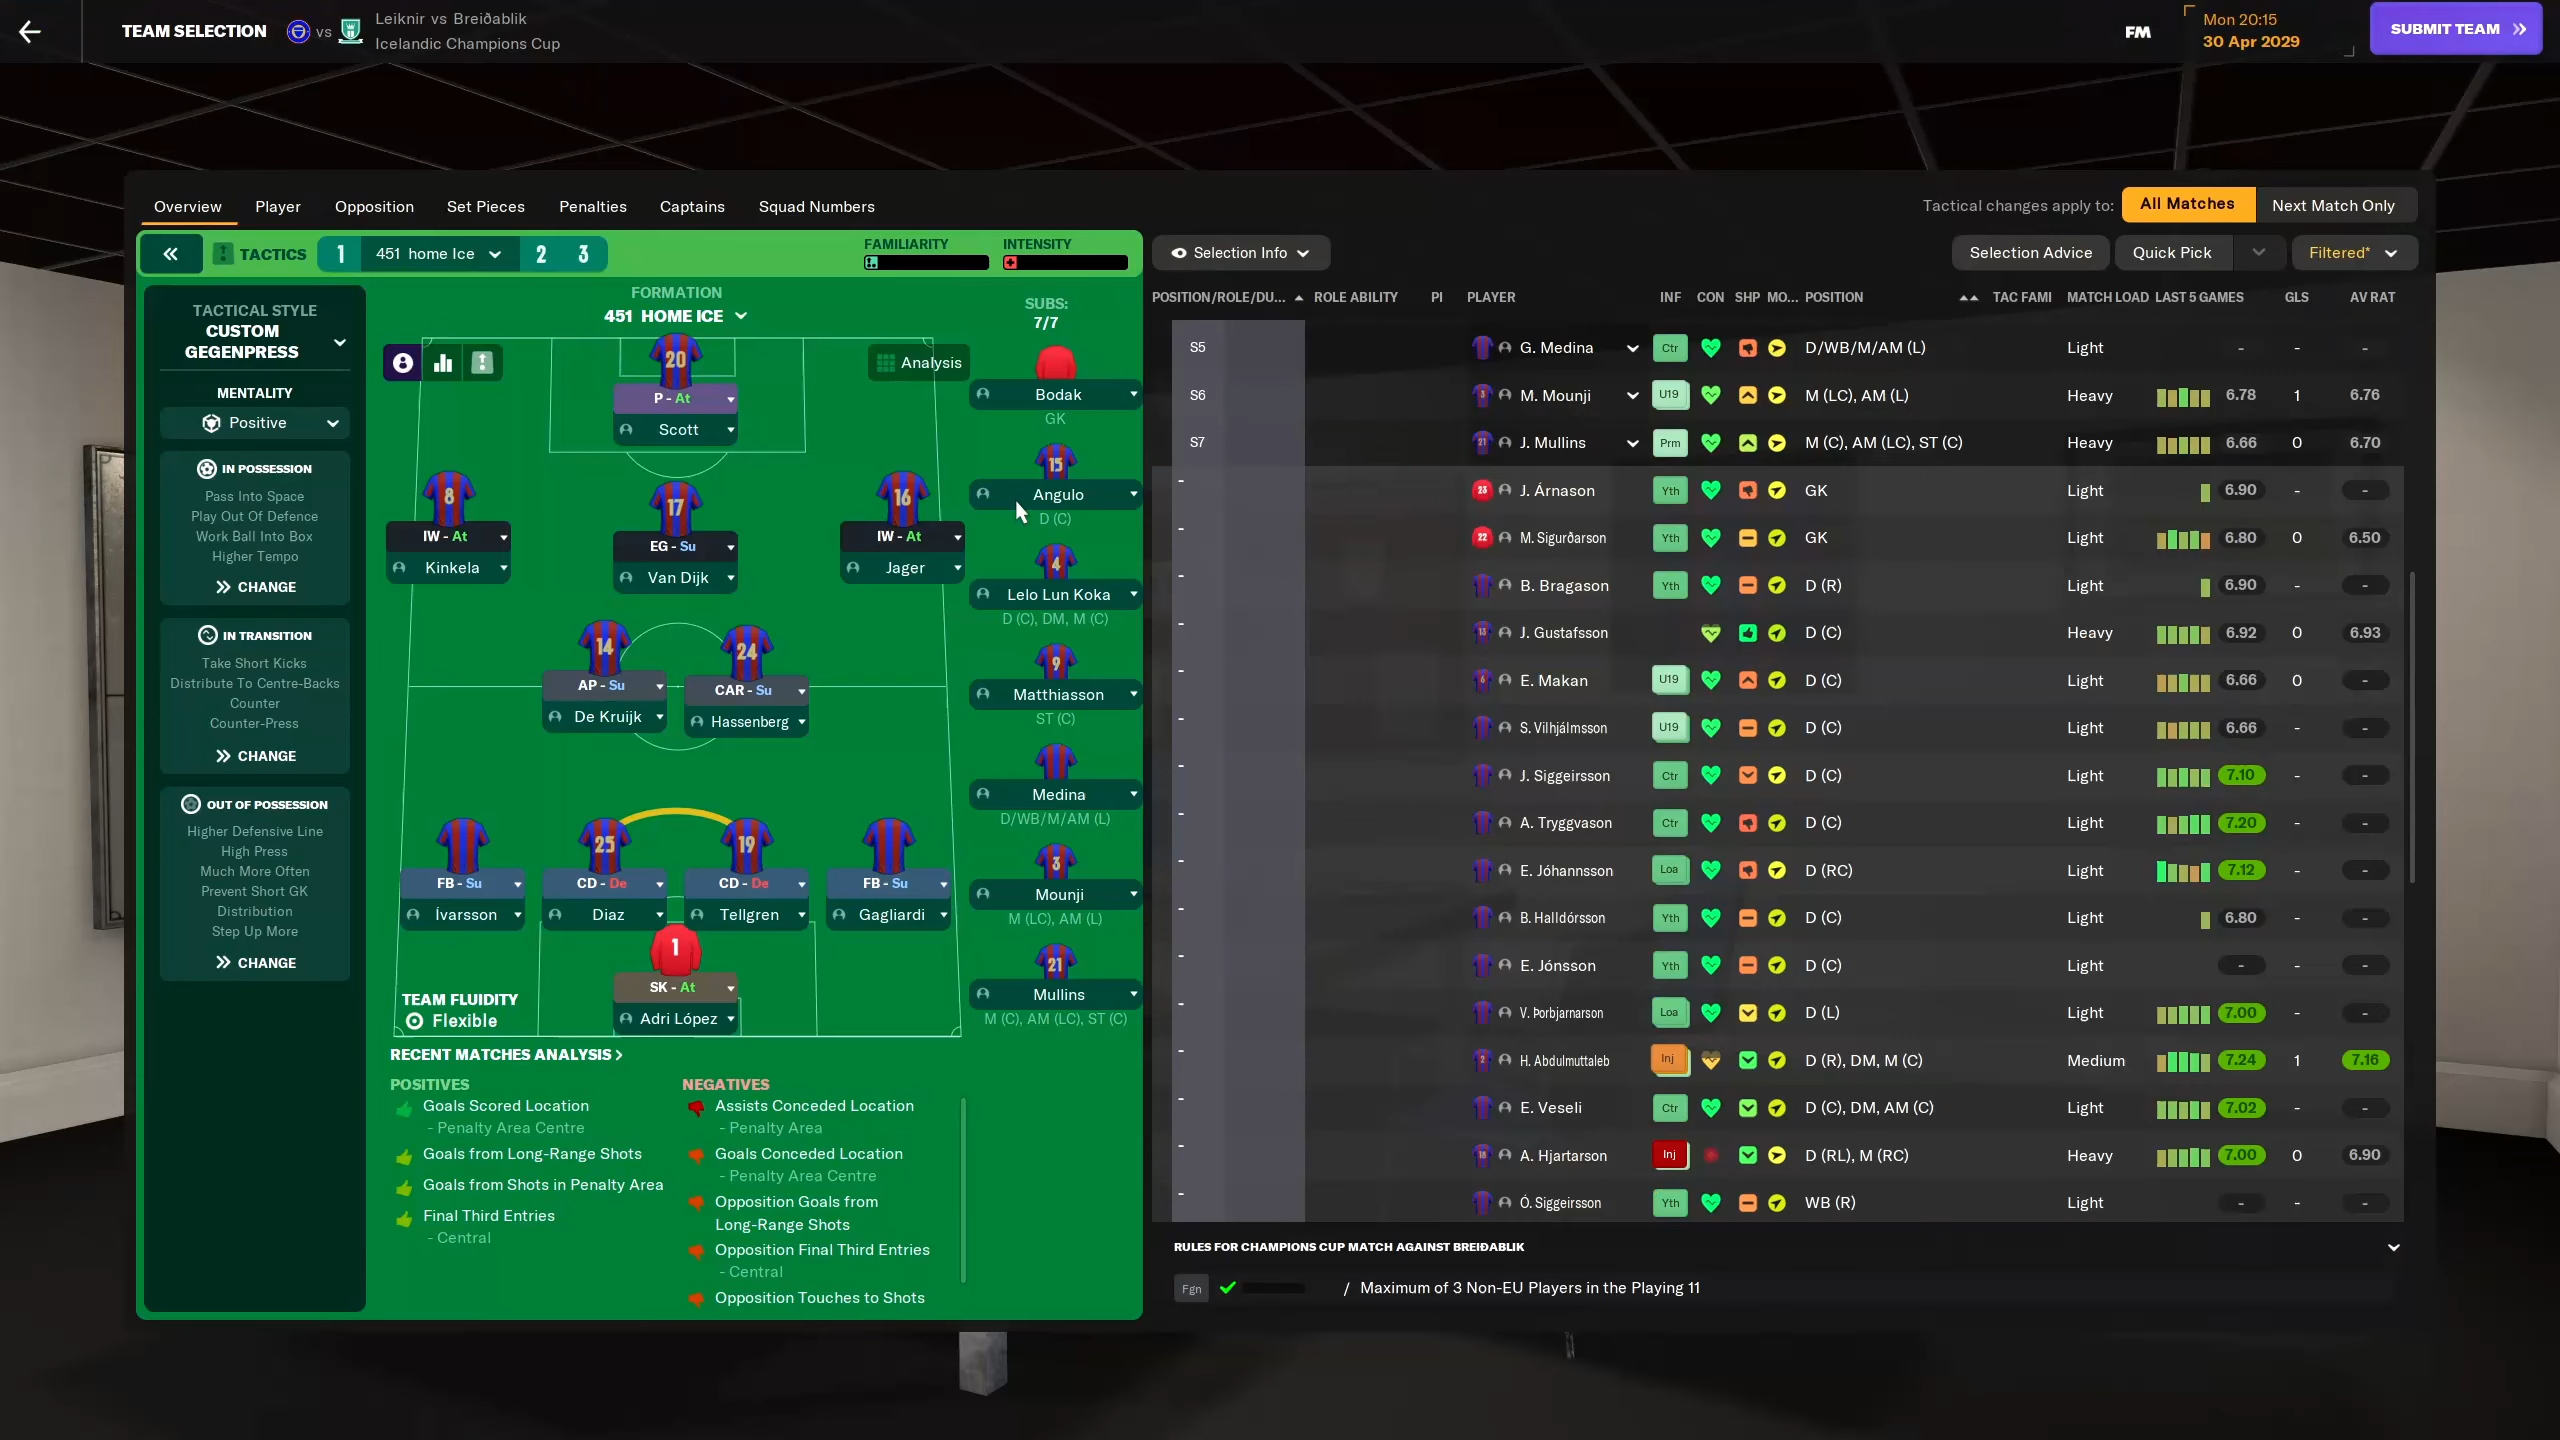 TEAM SELECTION
vs
Leiknir vs Breiðablik
Icelandic Champions Cup
FM
Mon 20:15
30 Apr 2029
SUBMIT TEAM
Overview
Player
Opposition
Set Pieces
Penalties
Captains
Squad Numbers
Tactical changes apply to:
All Matches
Next Match Only
TACTICS
1
451 home Ice
2
3
FAMILIARITY
INTENSITY
Selection Info
Selection Advice
Quick Pick
Filtered*
TACTICAL STYLE
CUSTOM
GEGENPRESS
MENTALITY
Positive
IN POSSESSION
Pass Into Space
Play Out Of Defence
Work Ball Into Box
Higher Tempo
CHANGE
IN TRANSITION
Take Short Kicks
Distribute To Centre-Backs
Counter
Counter-Press
CHANGE
OUT OF POSSESSION
Higher Defensive Line
High Press
Much More Often
Prevent Short GK
Distribution
Step Up More
CHANGE
FORMATION
451 HOME ICE
Analysis
20
P - At
Scott
8
IW - At
Kinkela
17
EG - Su
Van Dijk
16
IW - At
Jager
14
AP - Su
De Kruijk
24
CAR - Su
Hassenberg
FB - Su
Ívarsson
25
CD - De
Diaz
19
CD - De
Tellgren
FB - Su
Gagliardi
1
SK - At
Adri López
TEAM FLUIDITY
Flexible
SUBS:
7/7
Bodak
GK
15
Angulo
D (C)
4
Lelo Lun Koka
D (C), DM, M (C)
9
Matthiasson
ST (C)
Medina
D/WB/M/AM (L)
3
Mounji
M (LC), AM (L)
21
Mullins
M (C), AM (LC), ST (C)
RECENT MATCHES ANALYSIS
POSITIVES
Goals Scored Location
- Penalty Area Centre
Goals from Long-Range Shots
Goals from Shots in Penalty Area
Final Third Entries
- Central
NEGATIVES
Assists Conceded Location
- Penalty Area
Goals Conceded Location
- Penalty Area Centre
Opposition Goals from
Long-Range Shots
Opposition Final Third Entries
- Central
Opposition Touches to Shots
POSITION/ROLE/DU... ROLE ABILITY PI PLAYER INF CON SHP MO... POSITION TAC FAMI MATCH LOAD LAST 5 GAMES GLS AV RAT
S5 G. Medina Ctr D/WB/M/AM (L) Light - - -
S6 3 M. Mounji U19 M (LC), AM (L) Heavy 6.78 1 6.76
S7 21 J. Mullins Prm M (C), AM (LC), ST (C) Heavy 6.66 0 6.70
- 23 J. Árnason Yth GK Light 6.90 - -
- 22 M. Sigurðarson Yth GK Light 6.80 0 6.50
- B. Bragason Yth D (R) Light 6.90 - -
- 13 J. Gustafsson D (C) Heavy 6.92 0 6.93
- 6 E. Makan U19 D (C) Light 6.66 0 -
- S. Vilhjálmsson U19 D (C) Light 6.66 - -
- J. Siggeirsson Ctr D (C) Light 7.10 - -
- A. Tryggvason Ctr D (C) Light 7.20 - -
- E. Jóhannsson Loa D (RC) Light 7.12 - -
- B. Halldórsson Yth D (C) Light 6.80 - -
- E. Jónsson Yth D (C) Light - - -
- V. Þorbjarnarson Loa D (L) Light 7.00 - -
- 2 H. Abdulmuttaleb Inj D (R), DM, M (C) Medium 7.24 1 7.16
- E. Veseli Ctr D (C), DM, AM (C) Light 7.02 - -
- 18 A. Hjartarson Inj D (RL), M (RC) Heavy 7.00 0 6.90
- Ó. Siggeirsson Yth WB (R) Light - - -
RULES FOR CHAMPIONS CUP MATCH AGAINST BREIÐABLIK
Fgn / Maximum of 3 Non-EU Players in the Playing 11